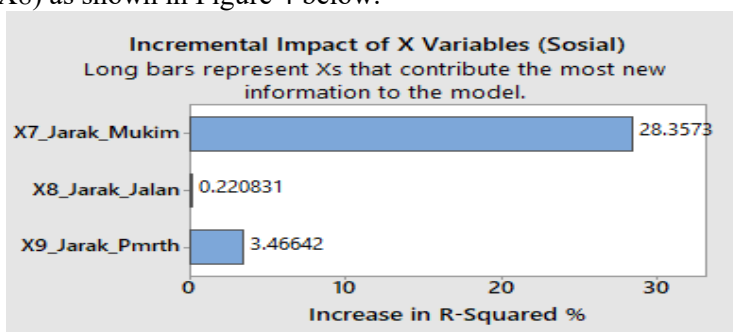 as shown in Figure 4 below.
Incremental Impact of X Variables (Sosial)
Long bars represent Xs that contribute the most new
information to the model.
X7_Jarak_Mukim
28.3573
X8_Jarak_Jalan
0.220831
X9_Jarak_Pmrth
3.46642
0 10 20 30
Increase in R-Squared %